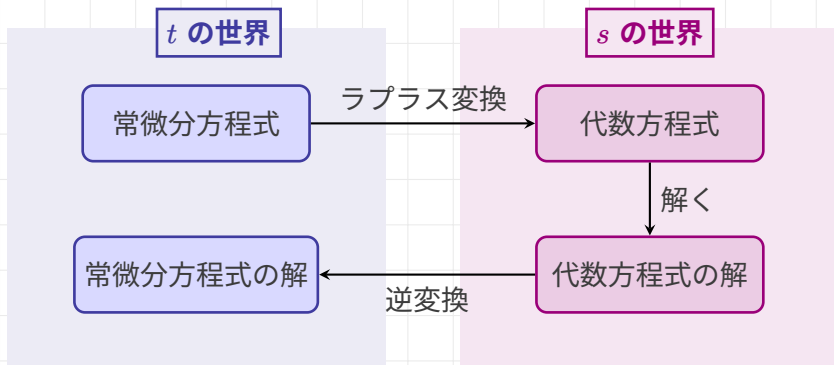 t の世界
s の世界
ラプラス変換
常微分方程式
代数方程式
解く
常微分方程式の解
代数方程式の解
逆変換